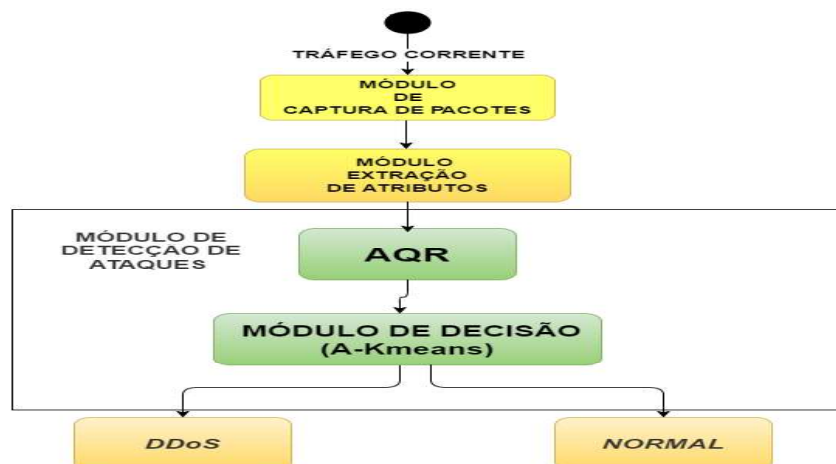 TRÁFEGO CORRENTE
MÓDULO
DE
CAPTURA DE PACOTES
MÓDULO
EXTRAÇÃO
DE ATRIBUTOS
MÓDULO DE
DETECÇÃO DE
ATAQUES
AQR
MÓDULO DE DECISÃO
(A-Kmeans)
DDoS
NORMAL